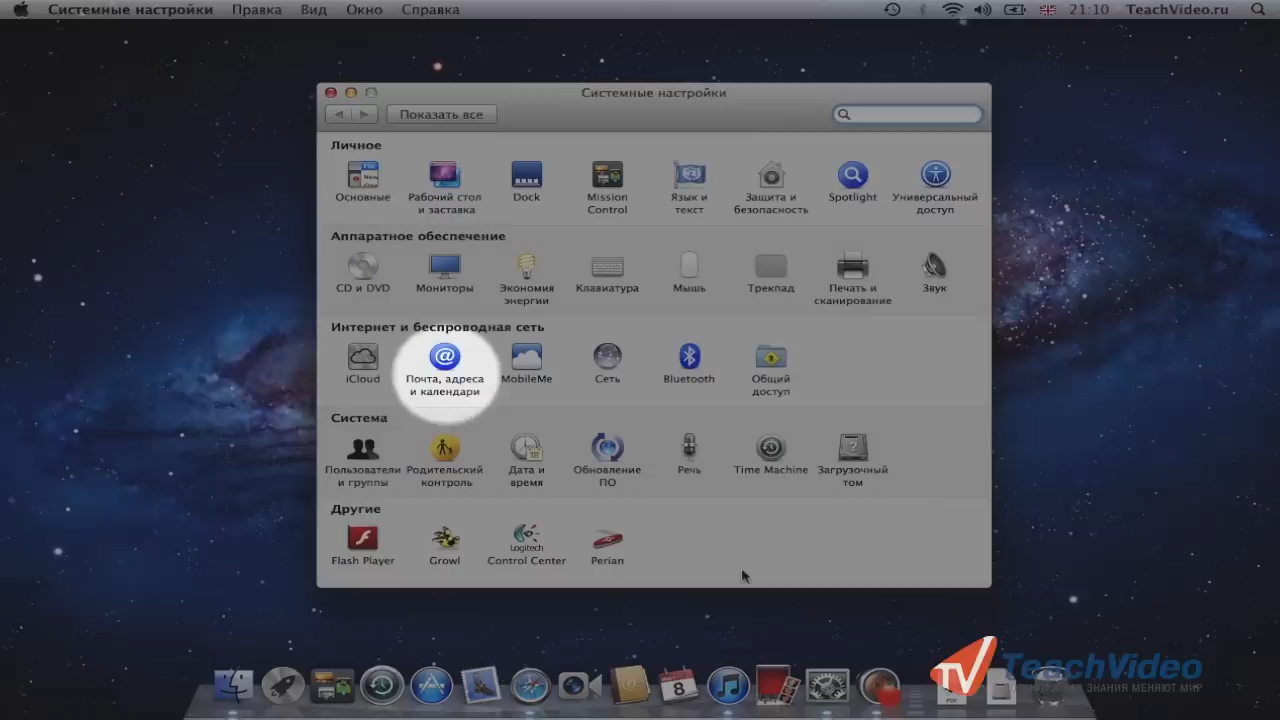 Системные настройки Правка Вид Окно Справка 21:10 TeachVideo.ru
Системные настройки
Показать все
Личное
Основные Рабочий стол и заставка Dock Mission Control Язык и текст Защита и безопасность Spotlight Универсальный доступ
Аппаратное обеспечение
CD и DVD Мониторы Экономия энергии Клавиатура Мышь Трекпад Печать и сканирование Звук
Интернет и беспроводная сеть
iCloud Почта, адреса и календари MobileMe Сеть Bluetooth Общий доступ
Система
Пользователи и группы Родительский контроль Дата и время Обновление ПО Речь Time Machine Загрузочный том
Другие
Flash Player Growl Logitech Control Center Perian
TV TeachVideo
ЗНАНИЯ МЕНЯЮТ МИР